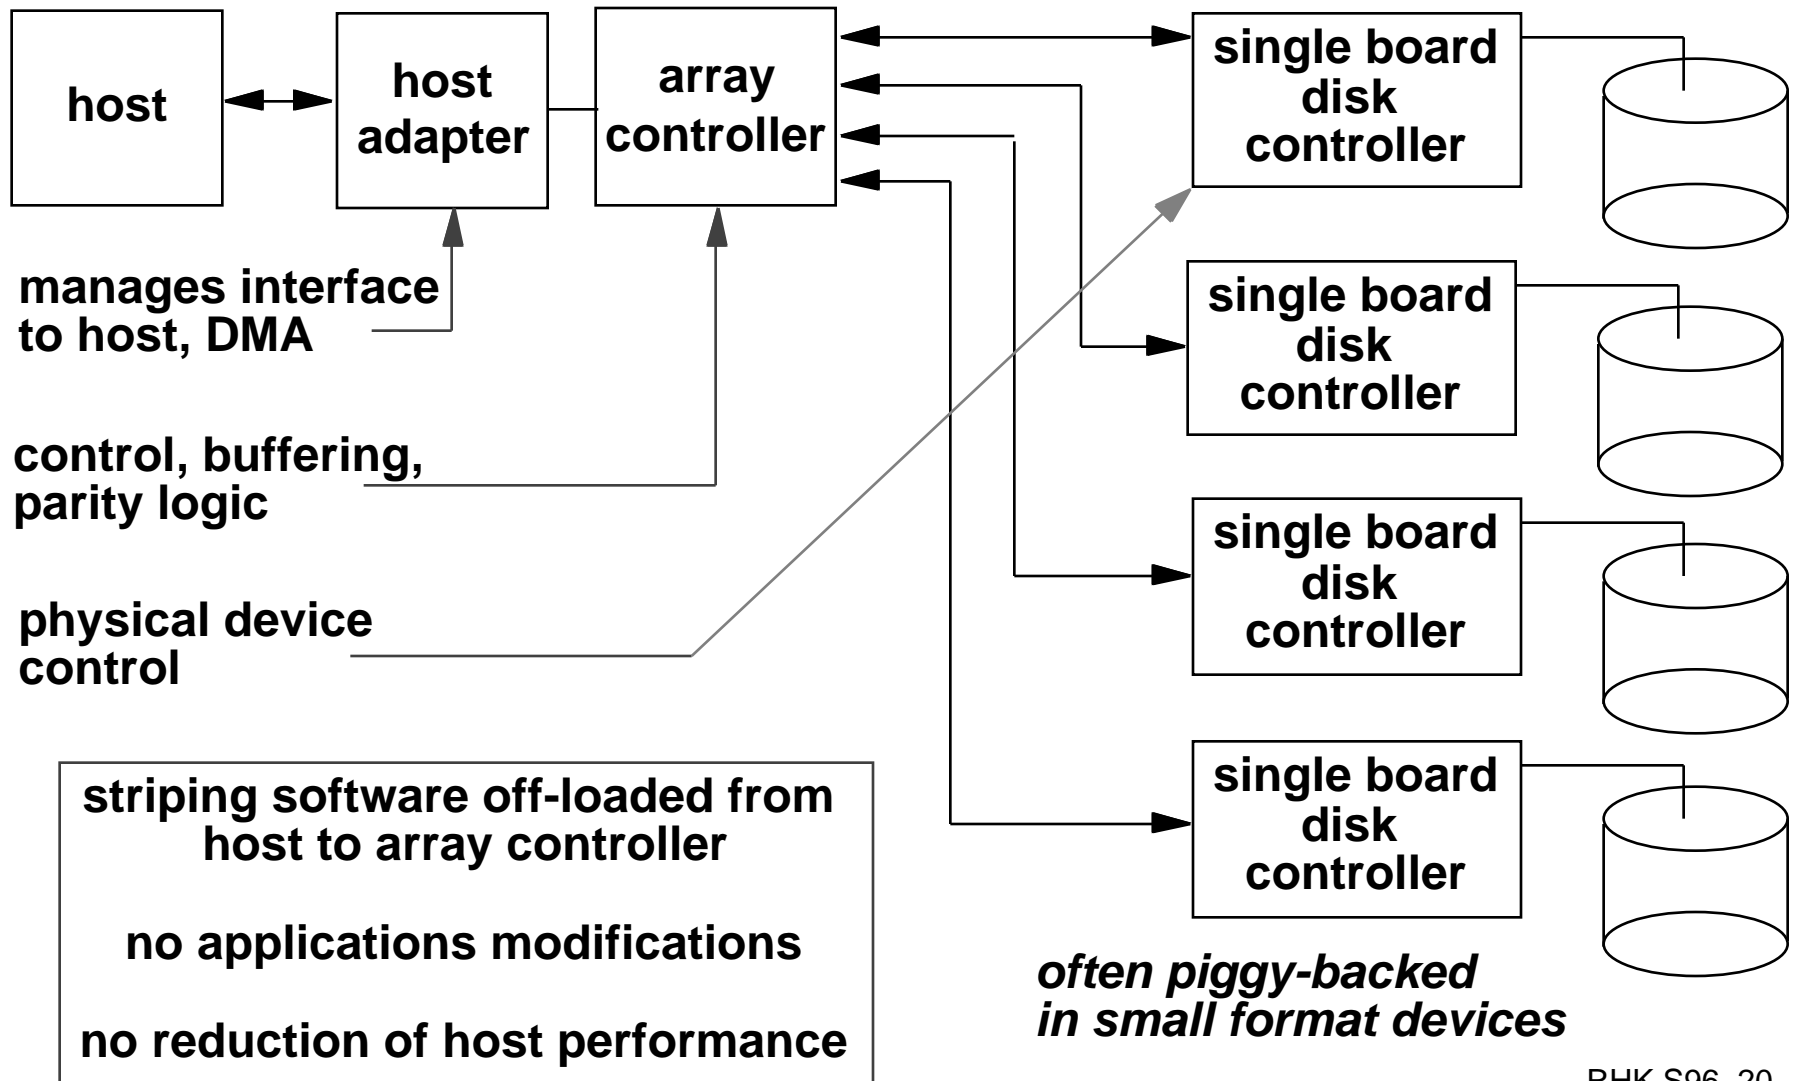 host
host
adapter
array
controller
single board
disk
controller
manages interface
to host, DMA
single board
disk
controller
control, buffering,
parity logic
single board
disk
controller
physical device
control
single board
disk
controller
striping software off-loaded from
host to array controller
no applications modifications
no reduction of host performance
often piggy-backed
in small format devices
RHK.S96 20